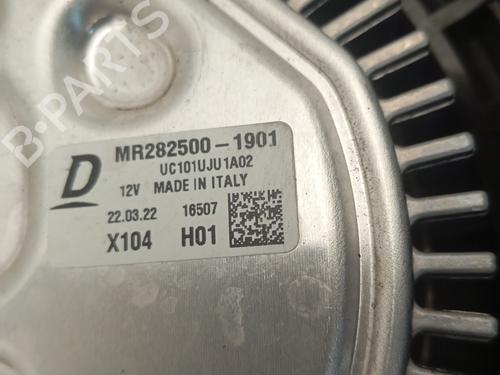 B-PARTS
D
MR282500-1901
UC101UJU1A02
12V MADE IN ITALY
22.03.22 16507
X104 H01